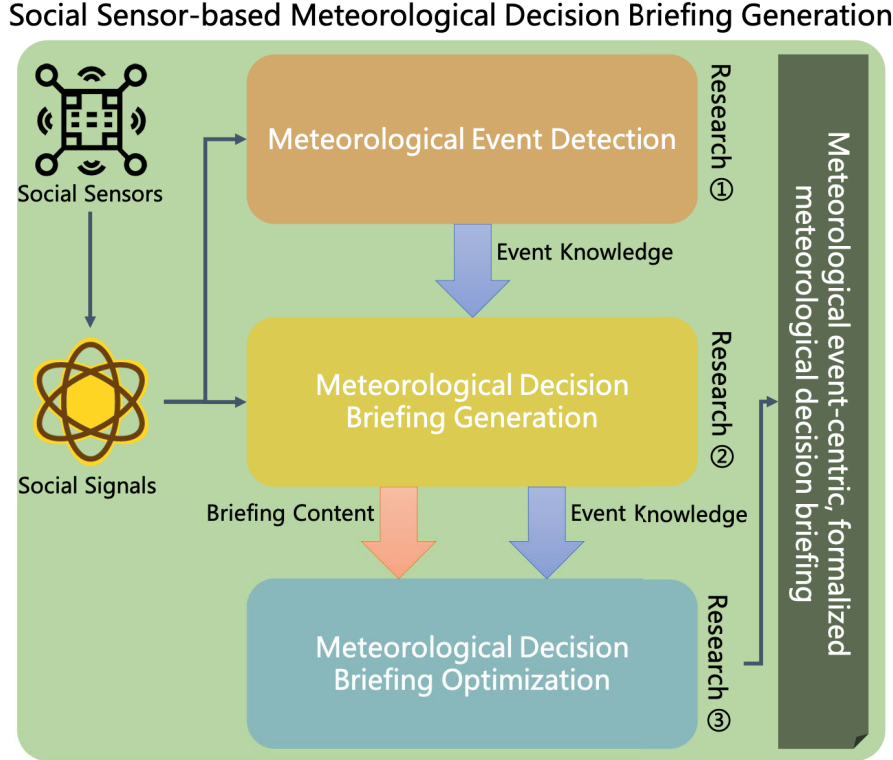 Social Sensor-based Meteorological Decision Briefing Generation
Social Sensors
Social Signals
Meteorological Event Detection
Research ①
Event Knowledge
Meteorological Decision
Briefing Generation
Research ②
Briefing Content
Event Knowledge
Meteorological Decision
Briefing Optimization
Research ③
Meteorological event-centric, formalized
meteorological decision briefing